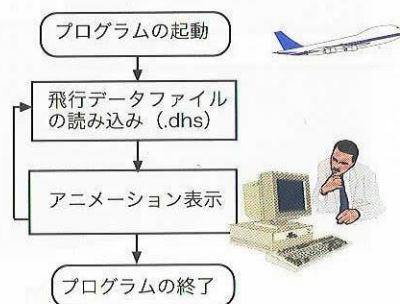 プログラムの起動
飛行データファイル
の読み込み（.dhs）
アニメーション表示
プログラムの終了